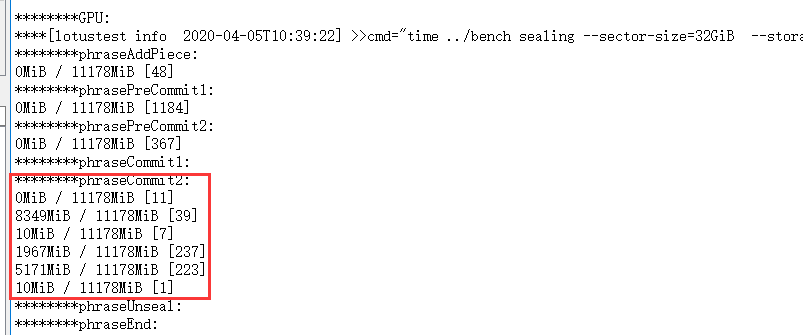 ********GPU:
****[lotustest info  2020-04-05T10:39:22] >>cmd="time ../bench sealing --sector-size=32GiB  --stora
********phraseAddPiece:
0MiB / 11178MiB [48]
********phrasePreCommit1:
0MiB / 11178MiB [1184]
********phrasePreCommit2:
0MiB / 11178MiB [367]
********phraseCommit1:
********phraseCommit2:
0MiB / 11178MiB [11]
8349MiB / 11178MiB [39]
10MiB / 11178MiB [7]
1967MiB / 11178MiB [237]
5171MiB / 11178MiB [223]
10MiB / 11178MiB [1]
********phraseUnseal:
********phraseEnd: